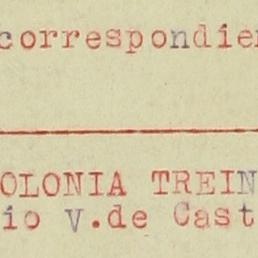 correspondie
OLONIA TREIN
io V.de Cast